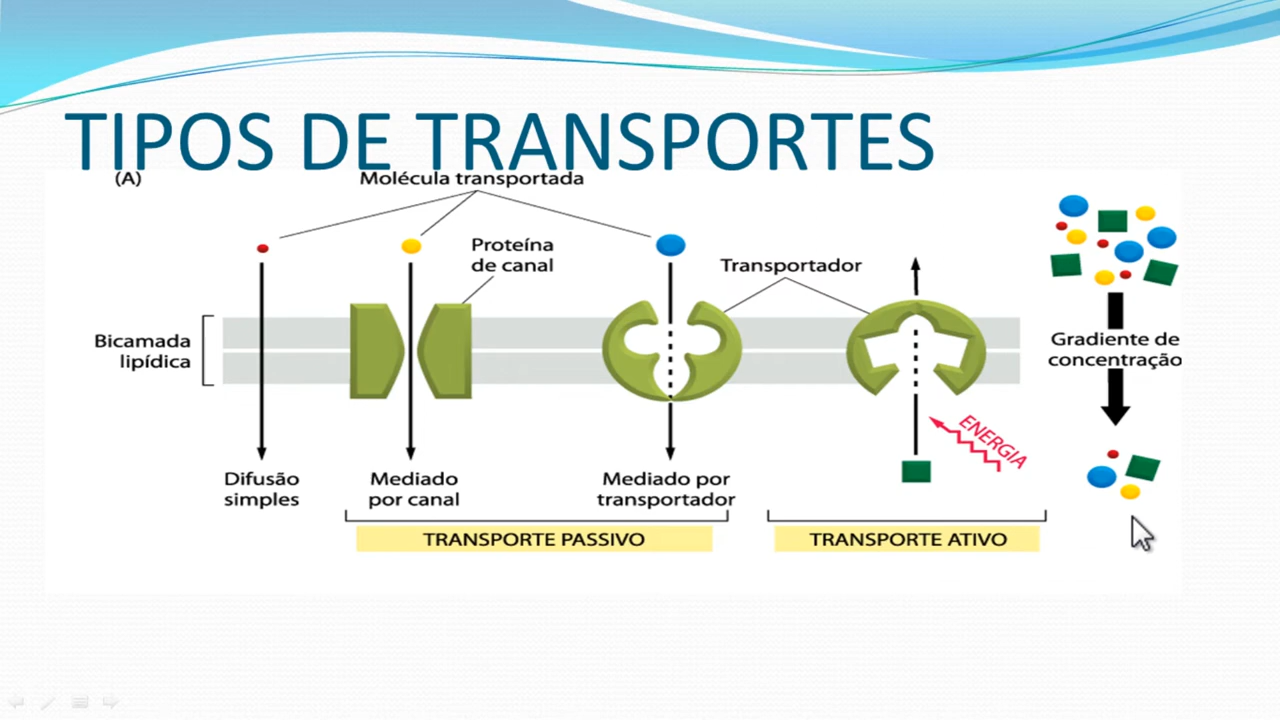 TIPOS DE TRANSPORTES
(A)
Molécula transportada
Proteína
de canal
Transportador
Bicamada
lipídica
Gradiente de
concentração
ENERGIA
Difusão
simples
Mediado
por canal
Mediado por
transportador
TRANSPORTE PASSIVO
TRANSPORTE ATIVO